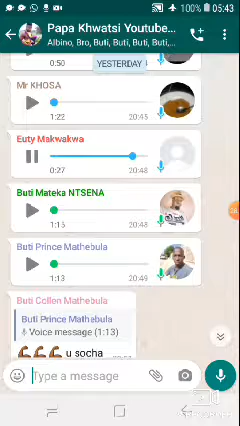 100% 05:43
Papa Khwatsi Youtube...
Albino, Bro, Buti, Buti, Buti, Buti,...
0:50
YESTERDAY
Mr KHOSA
1:22 20:45
Euty Makwakwa
0:27 20:48
Buti Mateka NTSENA
1:15 20:48
Buti Prince Mathebula
1:13 20:49
Buti Collen Mathebula
Buti Prince Mathebula
Voice message (1:13)
u socha
Type a message